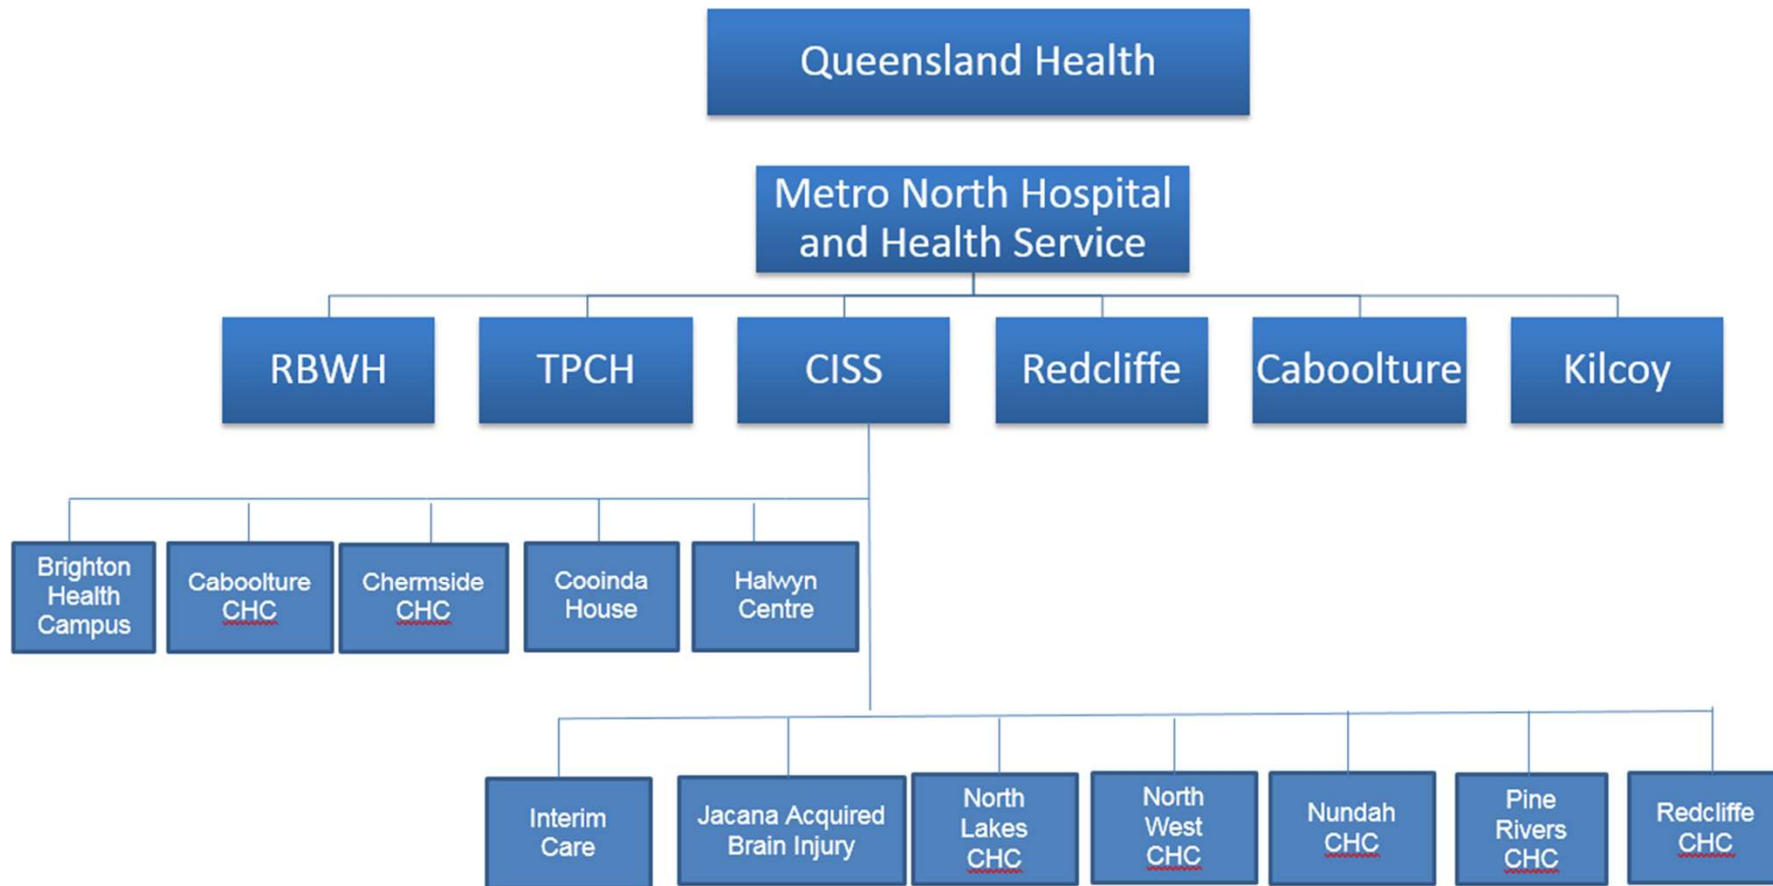 Queensland Health
Metro North Hospital
and Health Service
RBWH
TPCH
CISS
Redcliffe
Caboolture
Kilcoy
Brighton
Health
Campus
Caboolture
CHC
Chermside
CHC
Cooinda
House
Halwyn
Centre
Interim
Care
Jacana Acquired
Brain Injury
North
Lakes
CHC
North
West
CHC
Nundah
CHC
Pine
Rivers
CHC
Redcliffe
CHC